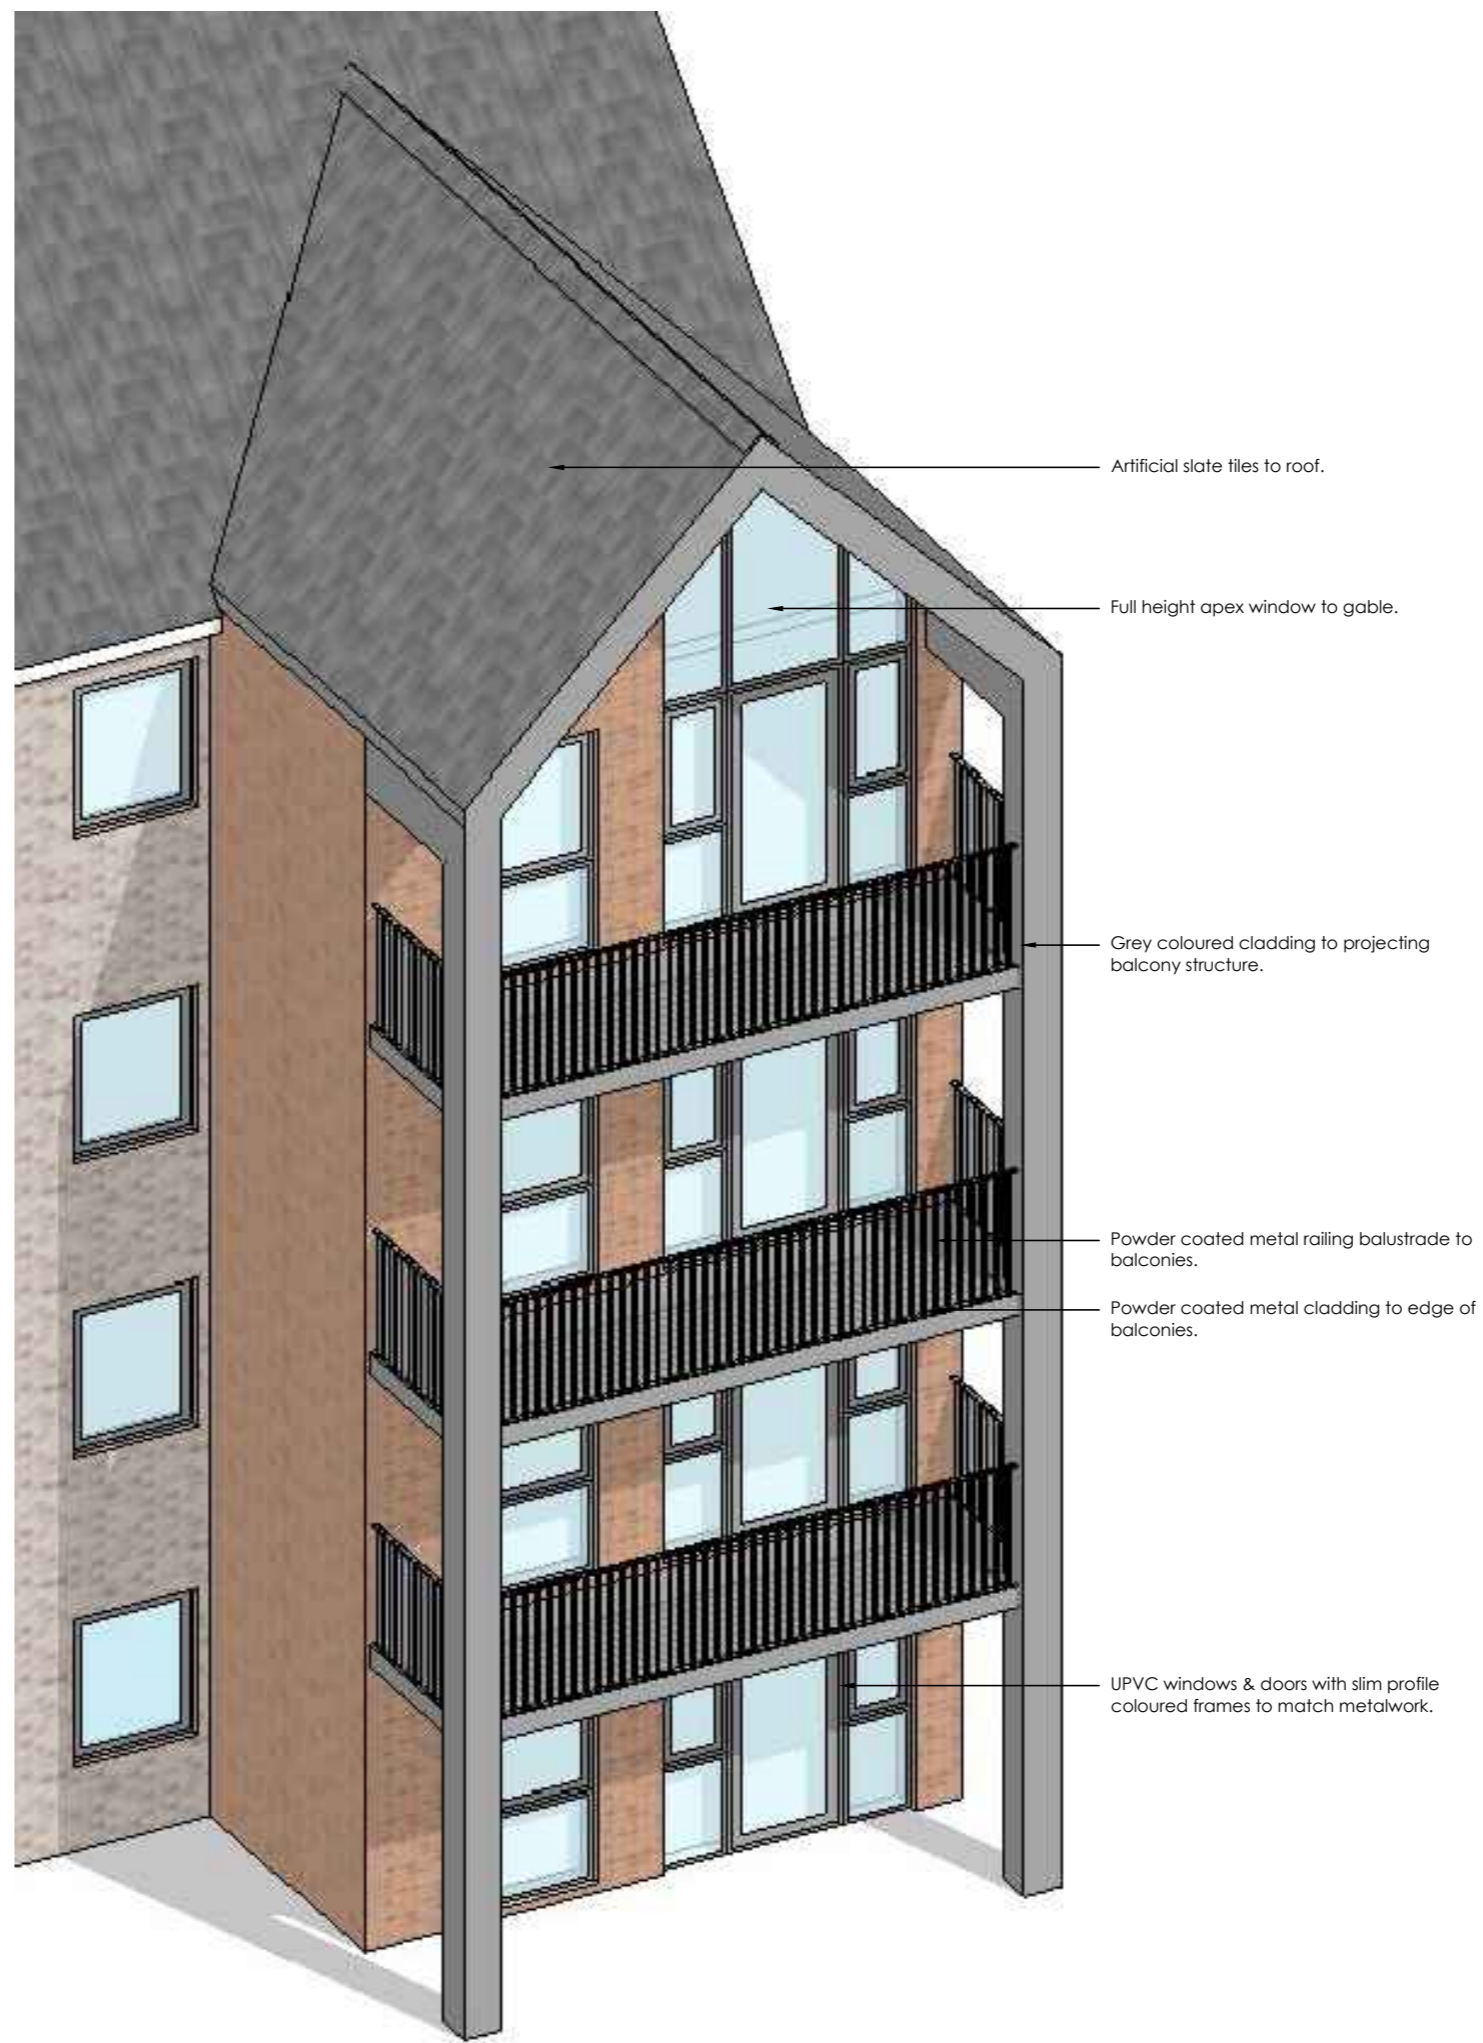 Artificial slate tiles to roof.
Full height apex window to gable.
Grey coloured cladding to projecting
balcony structure.
Powder coated metal railing balustrade to
balconies.
Powder coated metal cladding to edge of
balconies.
UPVC windows & doors with slim profile
coloured frames to match metalwork.